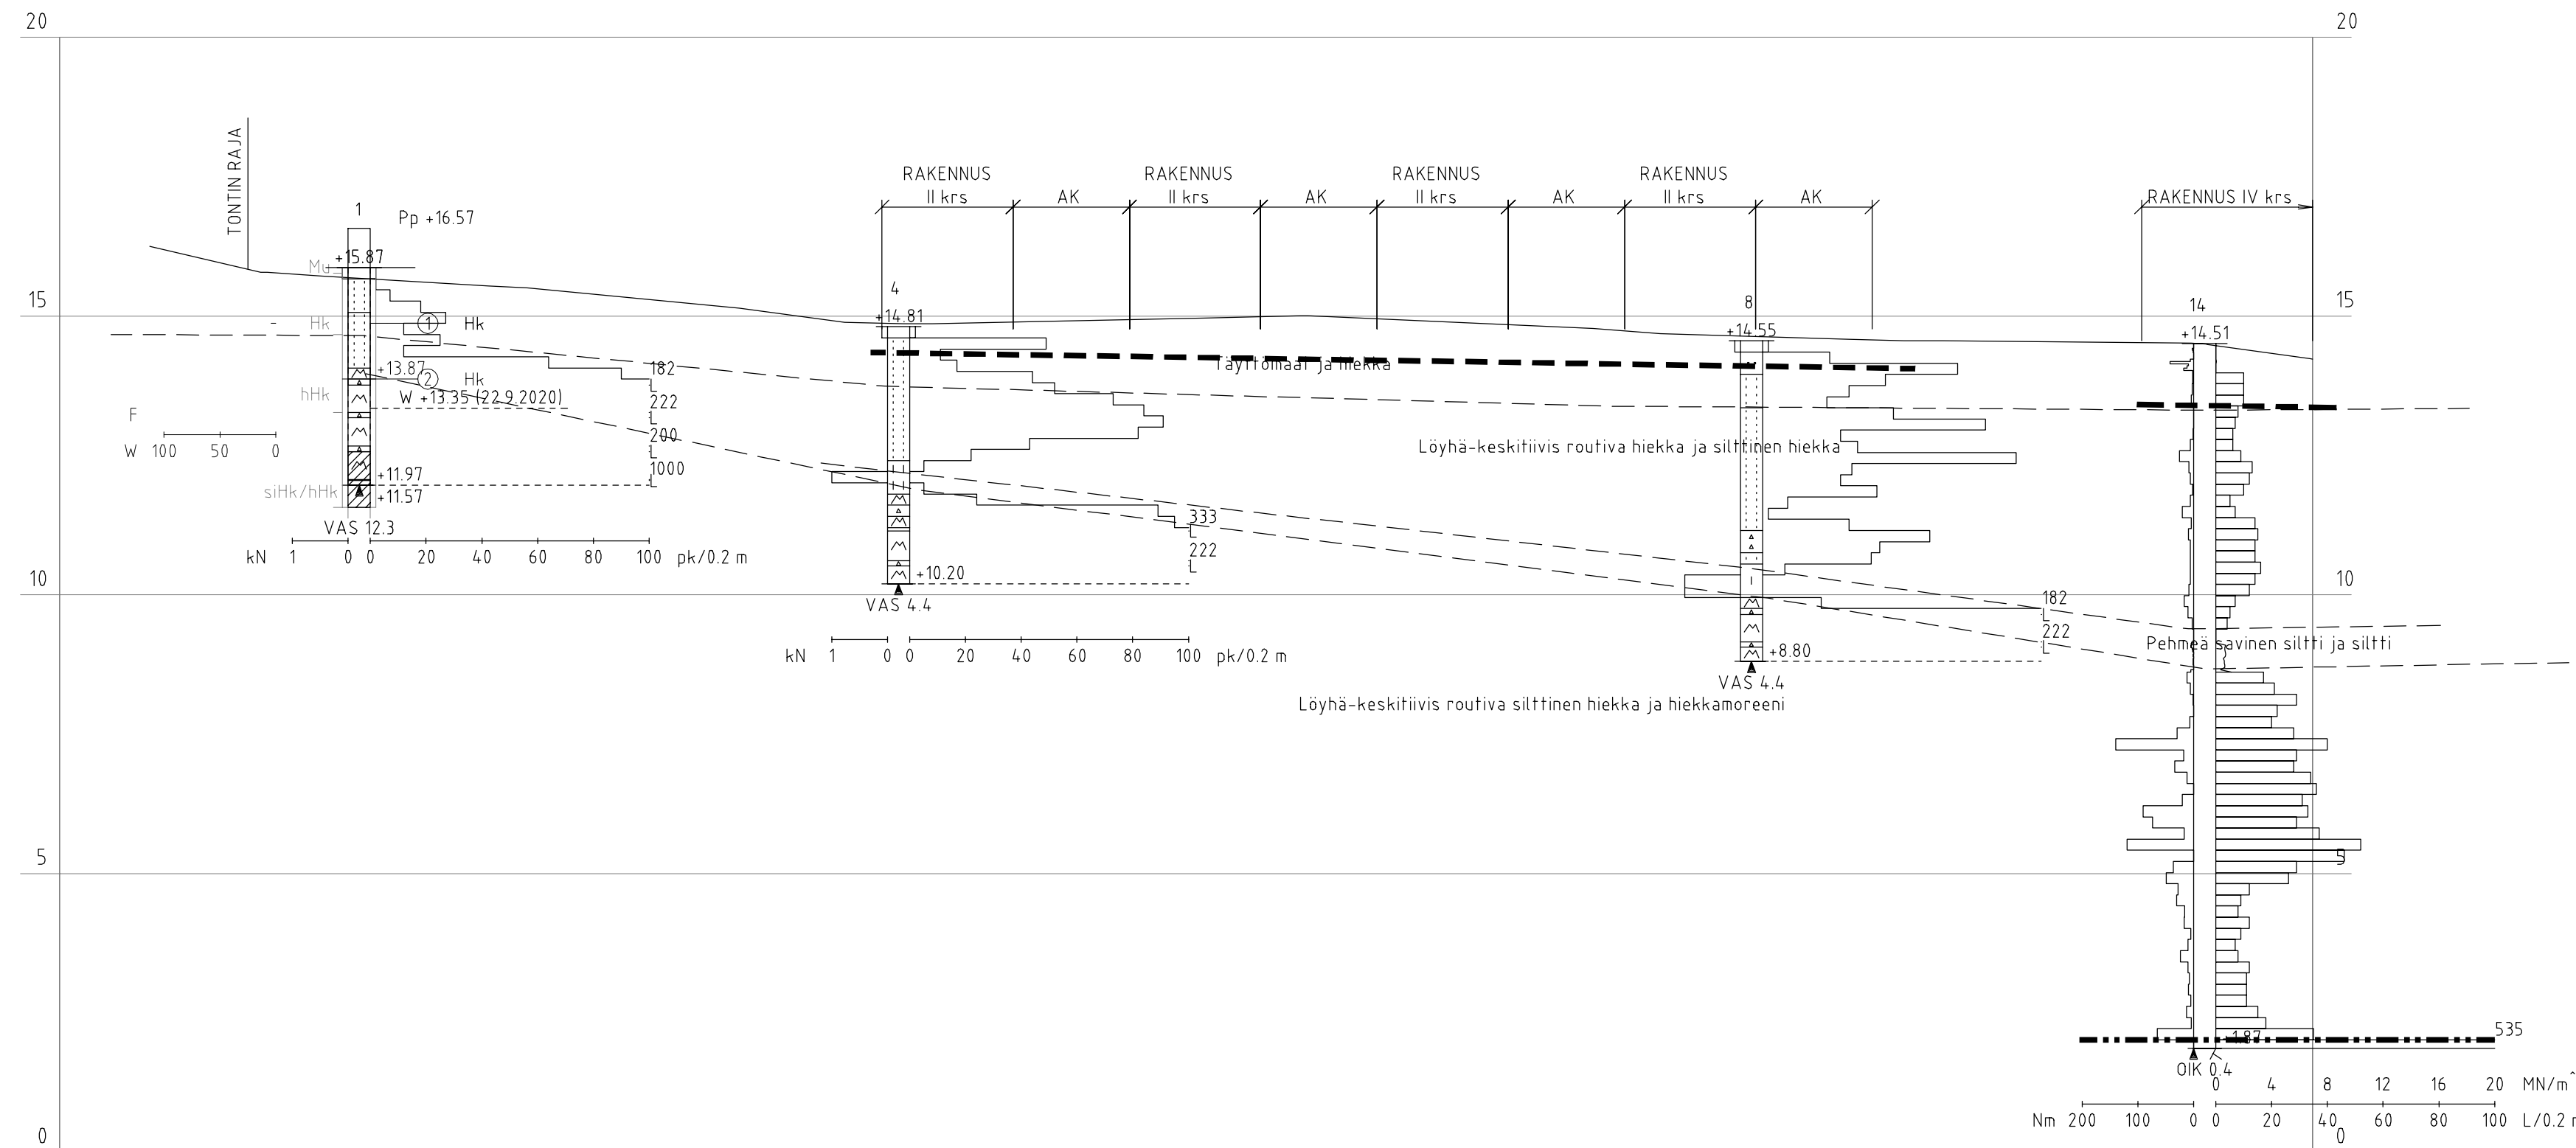 20
20
TONTIN RAJA
1
Pp +16.57
+15.87
Mu
RAKENNUS
II krs
AK
RAKENNUS
II krs
AK
RAKENNUS
II krs
AK
RAKENNUS
II krs
AK
RAKENNUS IV krs
4
+14.81
8
+14.55
14
+14.51
15
15
Hk
1
Hk
Täyttömaat ja hiekka
+13.87
2
Hk
182
hHk
W +13.35 (22.9.2020)
222
F
200
W 100 50 0
1000
Löyhä-keskitiivis routiva hiekka ja silttinen hiekka
+11.97
siHk/hHk
+11.57
VAS 12.3
333
222
kN 1 0 0 20 40 60 80 100 pk/0.2 m
10
10
+10.20
VAS 4.4
182
222
kN 1 0 0 20 40 60 80 100 pk/0.2 m
+8.80
Pehmeä savinen siltti ja siltti
VAS 4.4
Löyhä-keskitiivis routiva silttinen hiekka ja hiekkamoreeni
5
5
535
+1.87
OIK 0.4
0 4 8 12 16 20 MN/m^
Nm 200 100 0 0 20 40 60 80 100 L/0.2 m
0
0